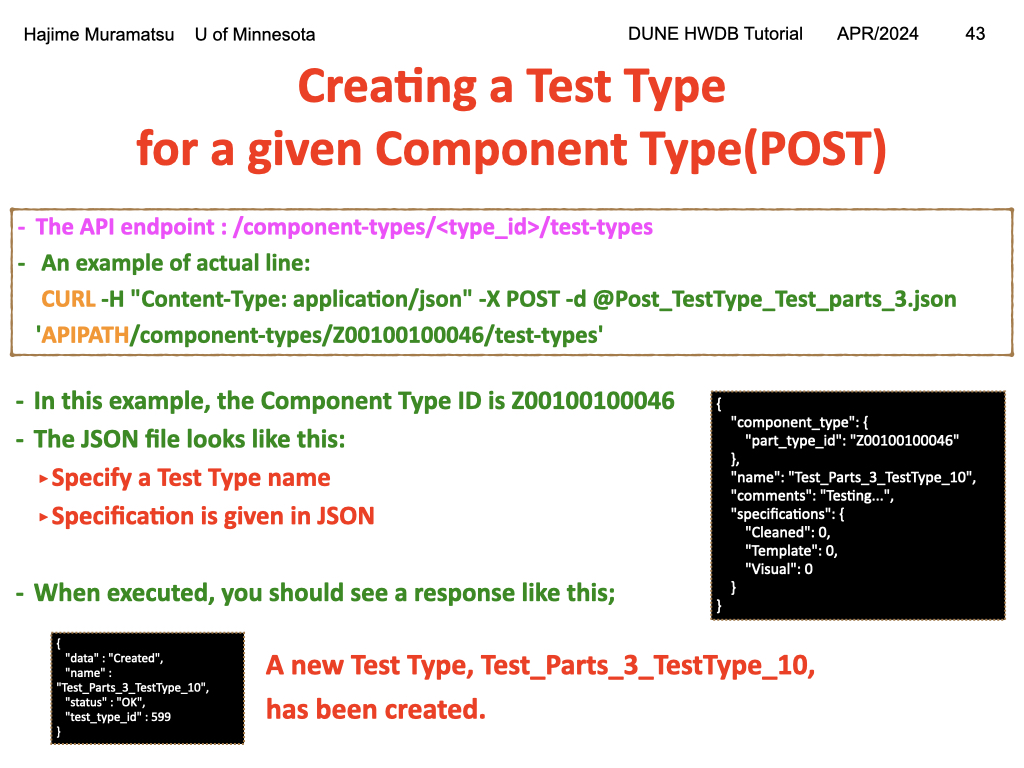 Hajime Muramatsu U of Minnesota DUNE HWDB Tutorial APR/2024 43
Creating a Test Type
for a given Component Type(POST)
- The API endpoint : /component-types/<type_id>/test-types
- An example of actual line:
CURL -H "Content-Type: application/json" -X POST -d @Post_TestType_Test_parts_3.json
'APIPATH/component-types/Z00100100046/test-types'
- In this example, the Component Type ID is Z00100100046
- The JSON file looks like this:
▸Specify a Test Type name
▸Specification is given in JSON
{
"component_type": {
"part_type_id": "Z00100100046"
},
"name": "Test_Parts_3_TestType_10",
"comments": "Testing...",
"specifications": {
"Cleaned": 0,
"Template": 0,
"Visual": 0
}
}
- When executed, you should see a response like this;
{
"data" : "Created",
"name" :
"Test_Parts_3_TestType_10",
"status" : "OK",
"test_type_id" : 599
}
A new Test Type, Test_Parts_3_TestType_10,
has been created.